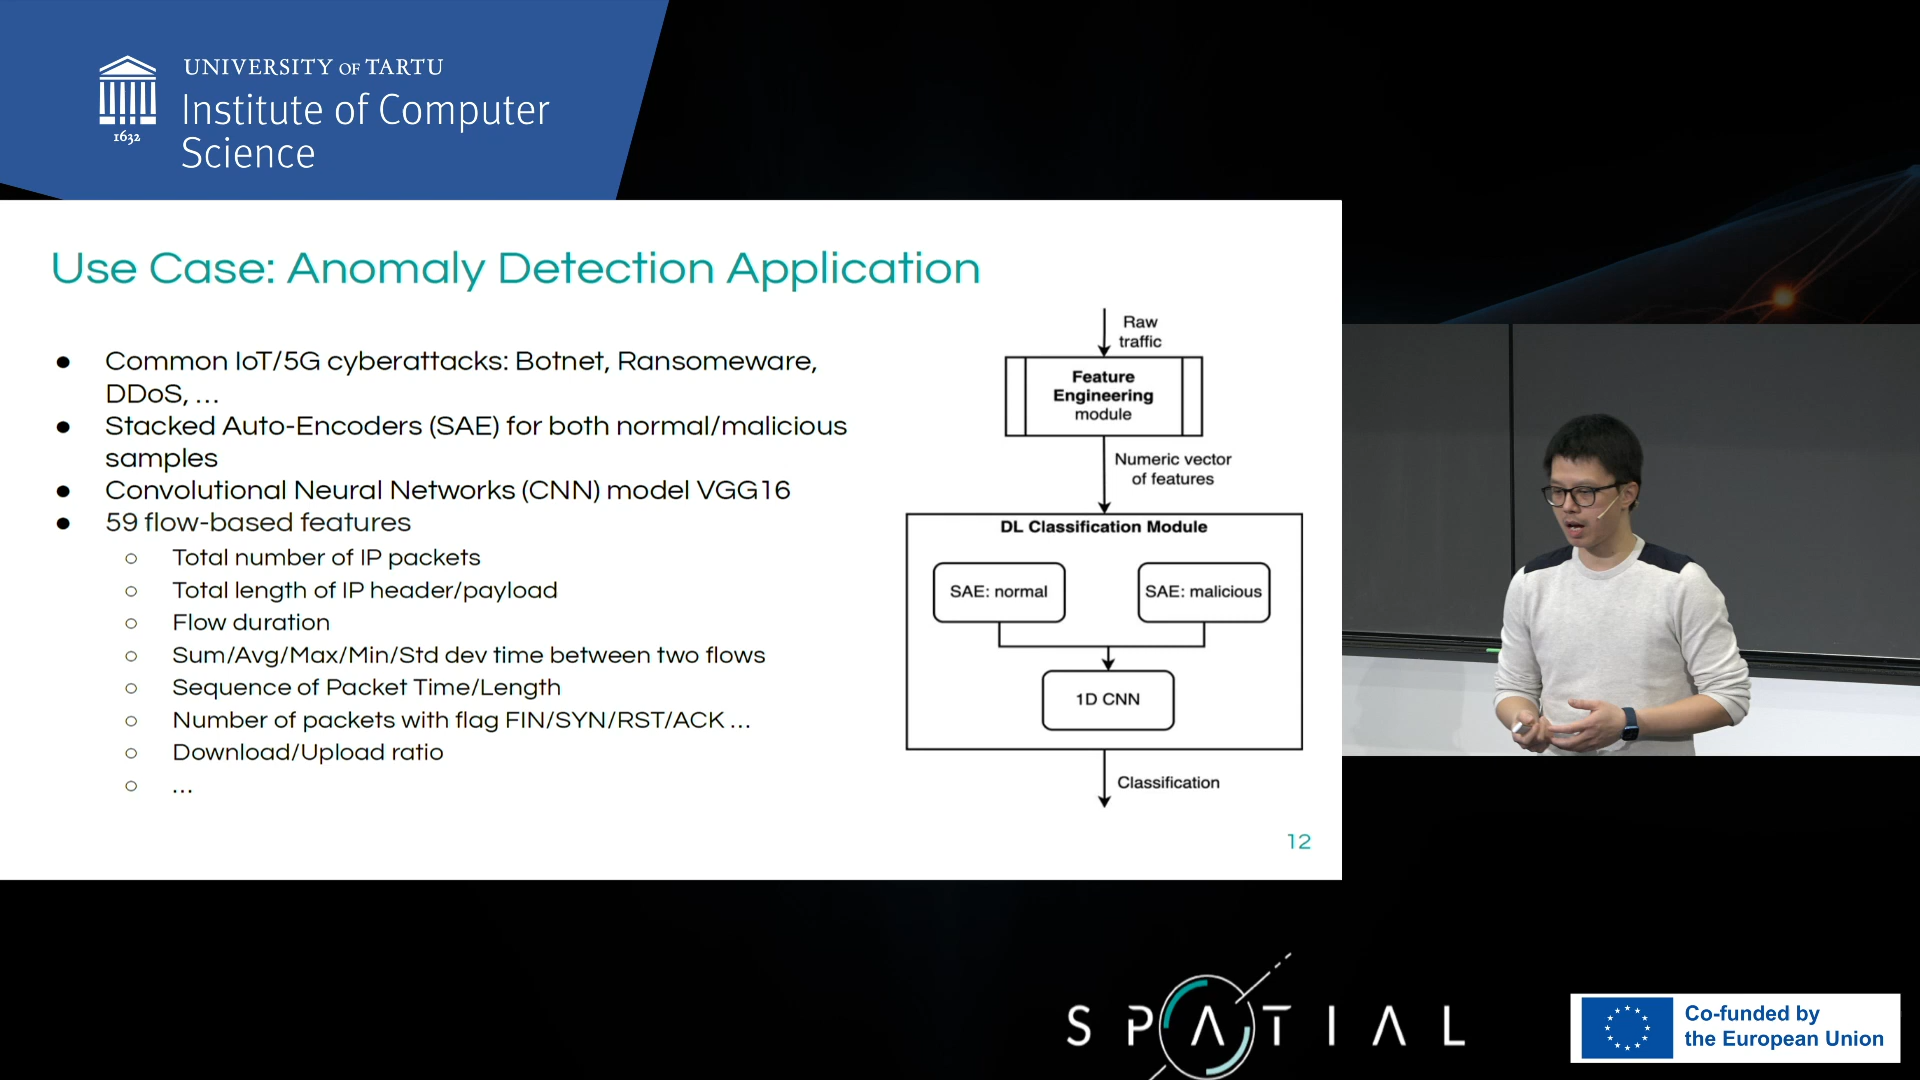 UNIVERSITY OF TARTU
Institute of Computer
Science
1632
Use Case: Anomaly Detection Application
● Common IoT/5G cyberattacks: Botnet, Ransomeware,
DDoS, ...
● Stacked Auto-Encoders (SAE) for both normal/malicious
samples
● Convolutional Neural Networks (CNN) model VGG16
● 59 flow-based features
○ Total number of IP packets
○ Total length of IP header/payload
○ Flow duration
○ Sum/Avg/Max/Min/Std dev time between two flows
○ Sequence of Packet Time/Length
○ Number of packets with flag FIN/SYN/RST/ACK ...
○ Download/Upload ratio
○ ...
Raw
traffic
Feature
Engineering
module
Numeric vector
of features
DL Classification Module
SAE: normal
SAE: malicious
1D CNN
Classification
12
SPATIAL
Co-funded by
the European Union